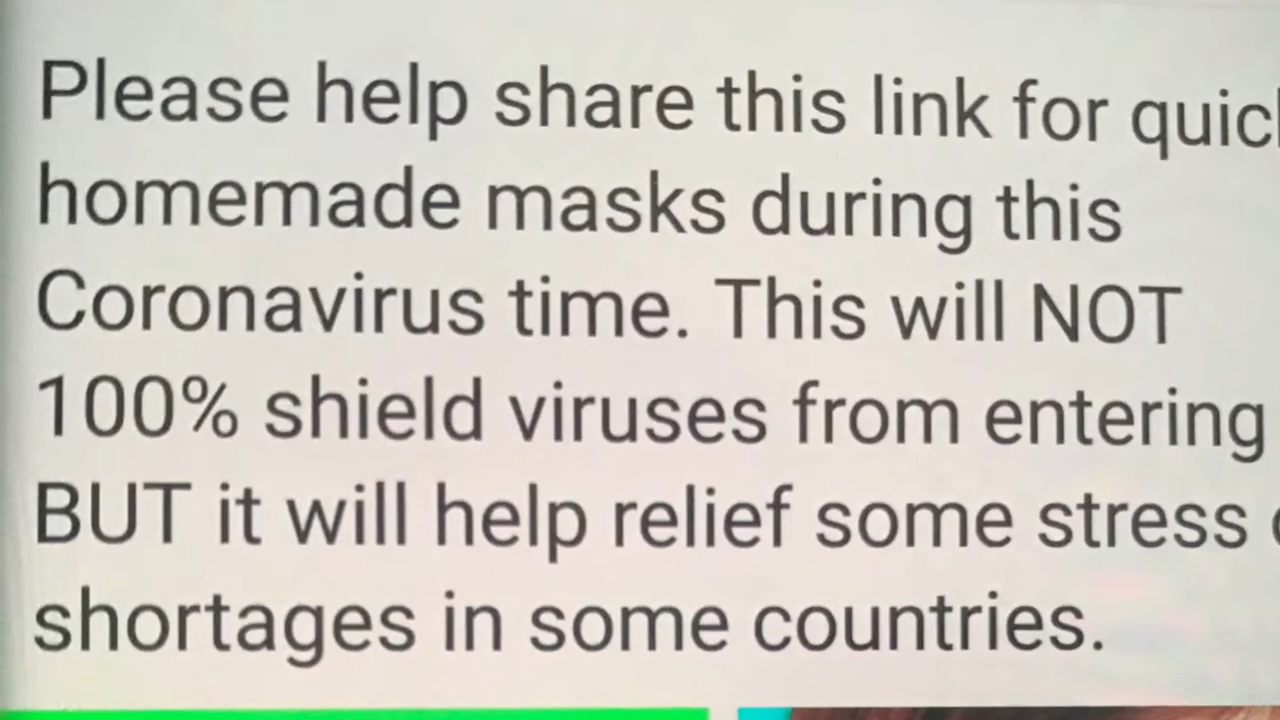 Please help share this link for quic
homemade masks during this
Coronavirus time. This will NOT
100% shield viruses from entering
BUT it will help relief some stress
shortages in some countries.